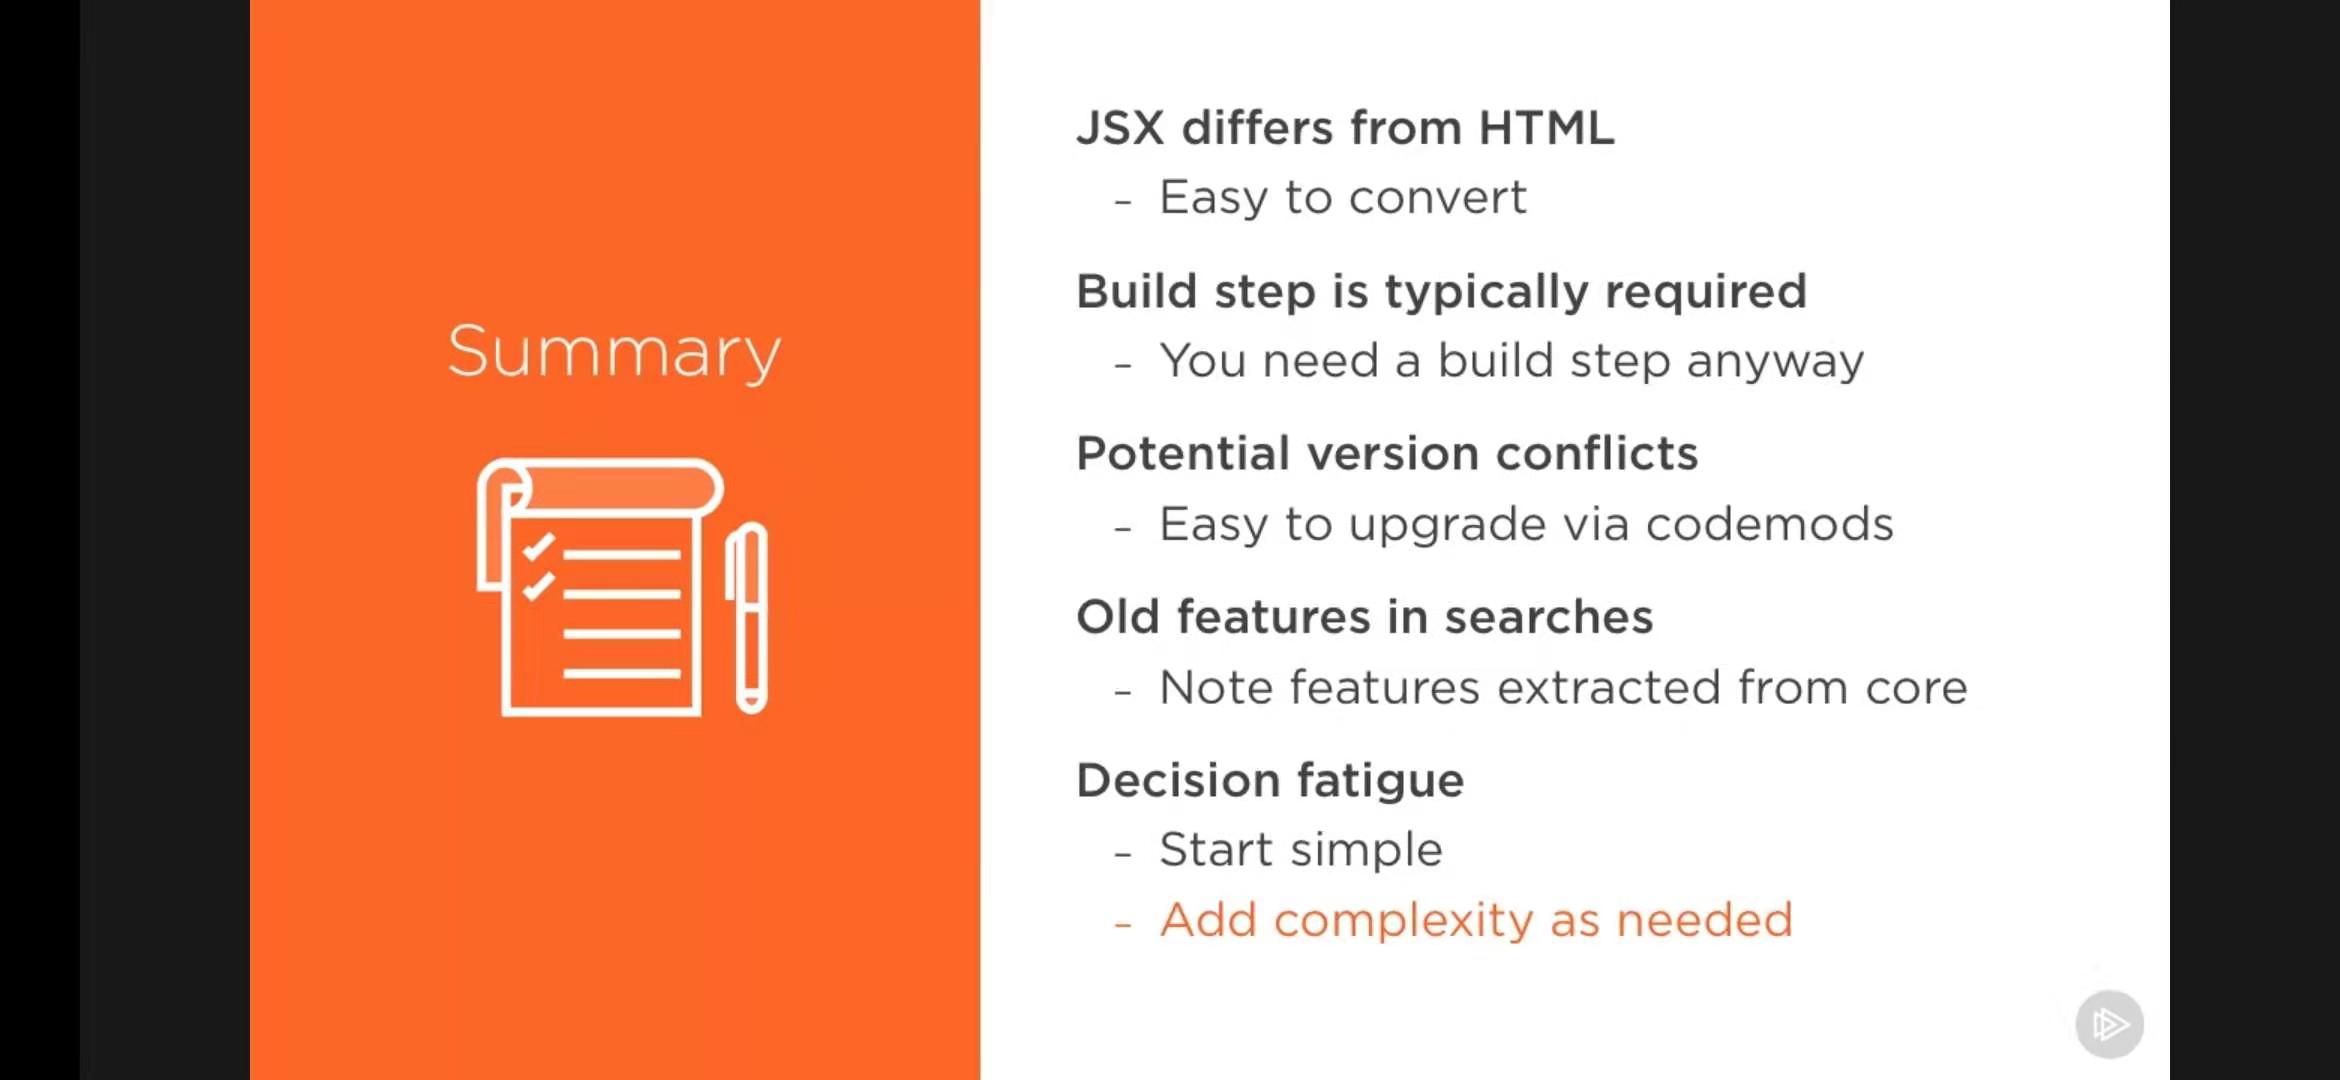 Summary
JSX differs from HTML
- Easy to convert
Build step is typically required
- You need a build step anyway
Potential version conflicts
- Easy to upgrade via codemods
Old features in searches
- Note features extracted from core
Decision fatigue
- Start simple
- Add complexity as needed